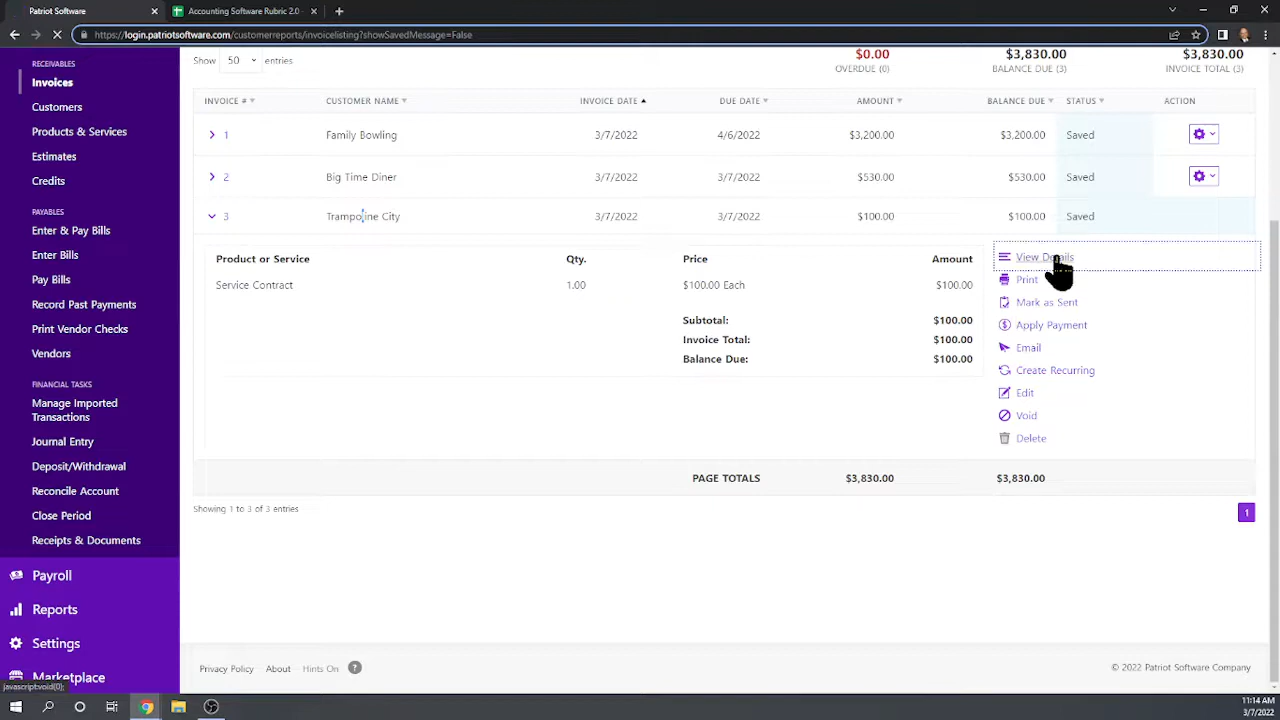 Patriot Software
Accounting Software Rubric 2.0
https://login.patriotsoftware.com/customerreports/invoicelisting?showSavedMessage=False
RECEIVABLES
Invoices
Customers
Products & Services
Estimates
Credits
PAYABLES
Enter & Pay Bills
Enter Bills
Pay Bills
Record Past Payments
Print Vendor Checks
Vendors
FINANCIAL TASKS
Manage Imported
Transactions
Journal Entry
Deposit/Withdrawal
Reconcile Account
Close Period
Receipts & Documents
Payroll
Reports
Settings
Marketplace
javascript:void(0);
Show 50 entries
$0.00 $3,830.00 $3,830.00
OVERDUE (0) BALANCE DUE (3) INVOICE TOTAL (3)
INVOICE # CUSTOMER NAME INVOICE DATE DUE DATE AMOUNT BALANCE DUE STATUS ACTION
1 Family Bowling 3/7/2022 4/6/2022 $3,200.00 $3,200.00 Saved
2 Big Time Diner 3/7/2022 3/7/2022 $530.00 $530.00 Saved
3 Trampoline City 3/7/2022 3/7/2022 $100.00 $100.00 Saved
Product or Service Qty. Price Amount
Service Contract 1.00 $100.00 Each $100.00
Subtotal: $100.00
Invoice Total: $100.00
Balance Due: $100.00
View Details
Print
Mark as Sent
Apply Payment
Email
Create Recurring
Edit
Void
Delete
PAGE TOTALS $3,830.00 $3,830.00
Showing 1 to 3 of 3 entries
1
Privacy Policy About Hints On ?
© 2022 Patriot Software Company
11:14 AM
3/7/2022